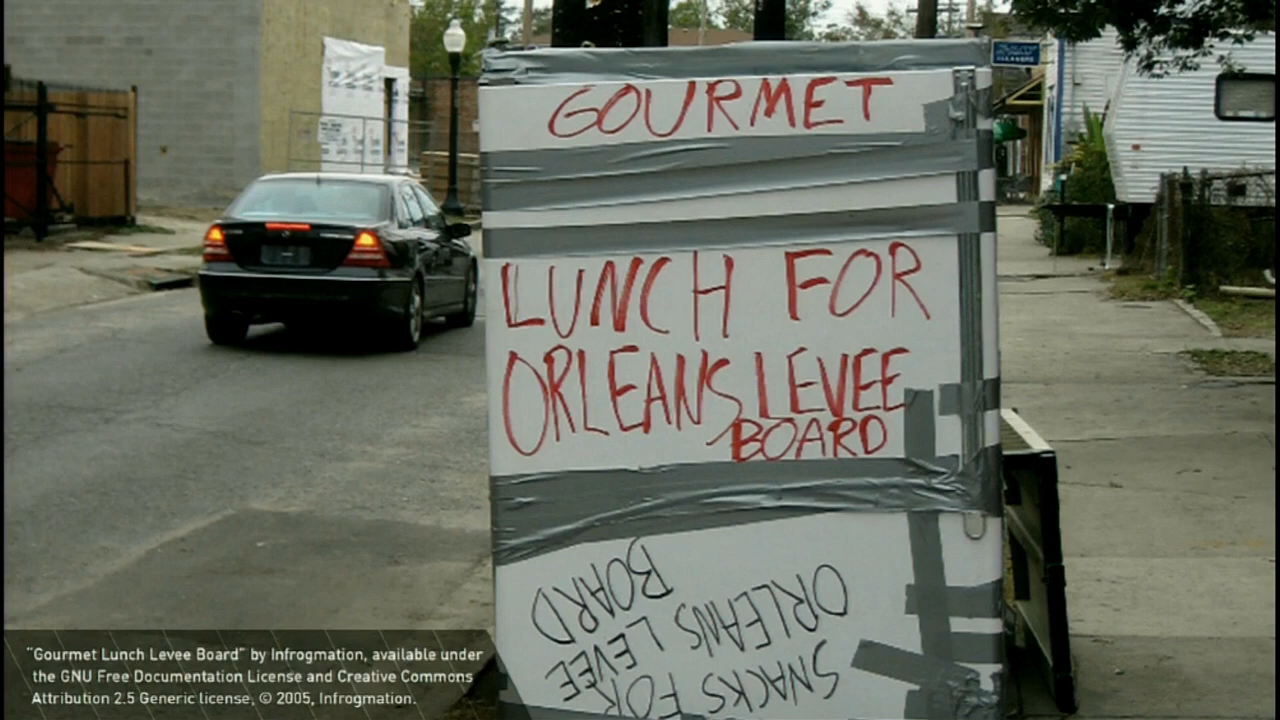 GOURMET
LUNCH FOR
ORLEANS LEVEE
BOARD
SNACKS FOR
ORLEANS LEVEE
BOARD
"Gourmet Lunch Levee Board" by Infrogmation, available under
the GNU Free Documentation License and Creative Commons
Attribution 2.5 Generic license, © 2005, Infrogmation.